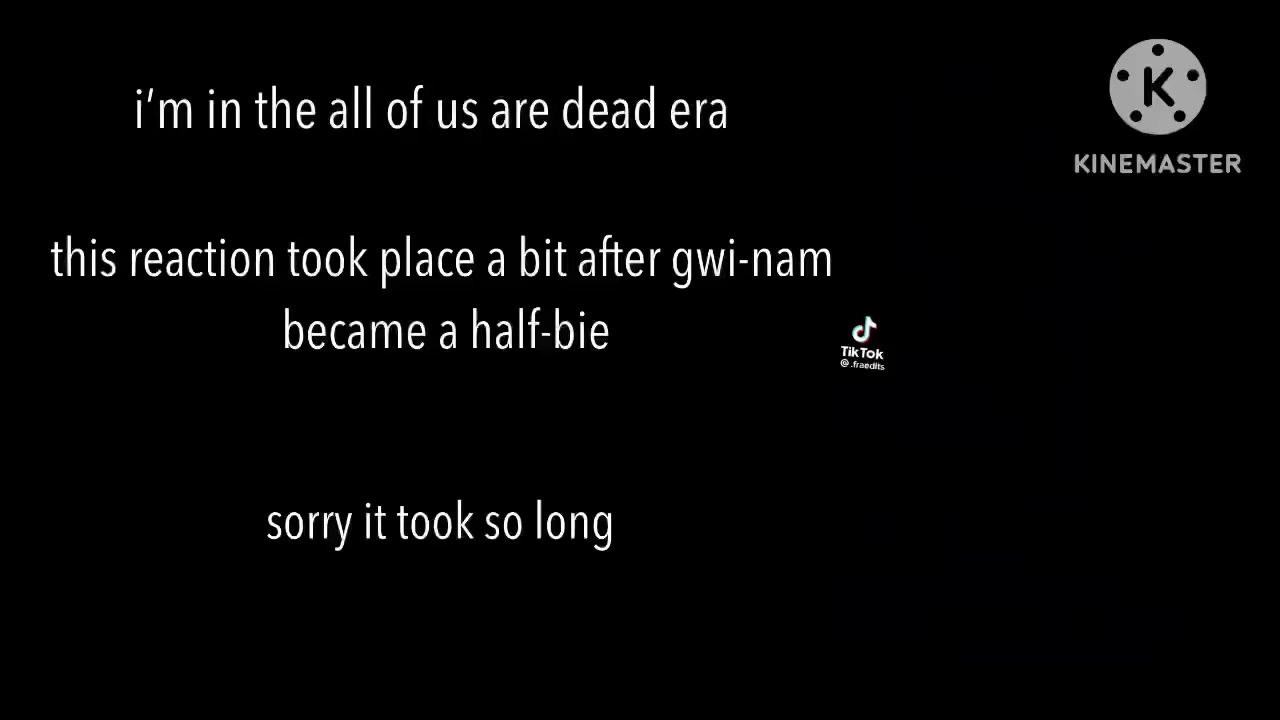 i'm in the all of us are dead era
K
KINEMASTER
this reaction took place a bit after gwi-nam
became a half-bie
TikTok
@.fraedits
sorry it took so long